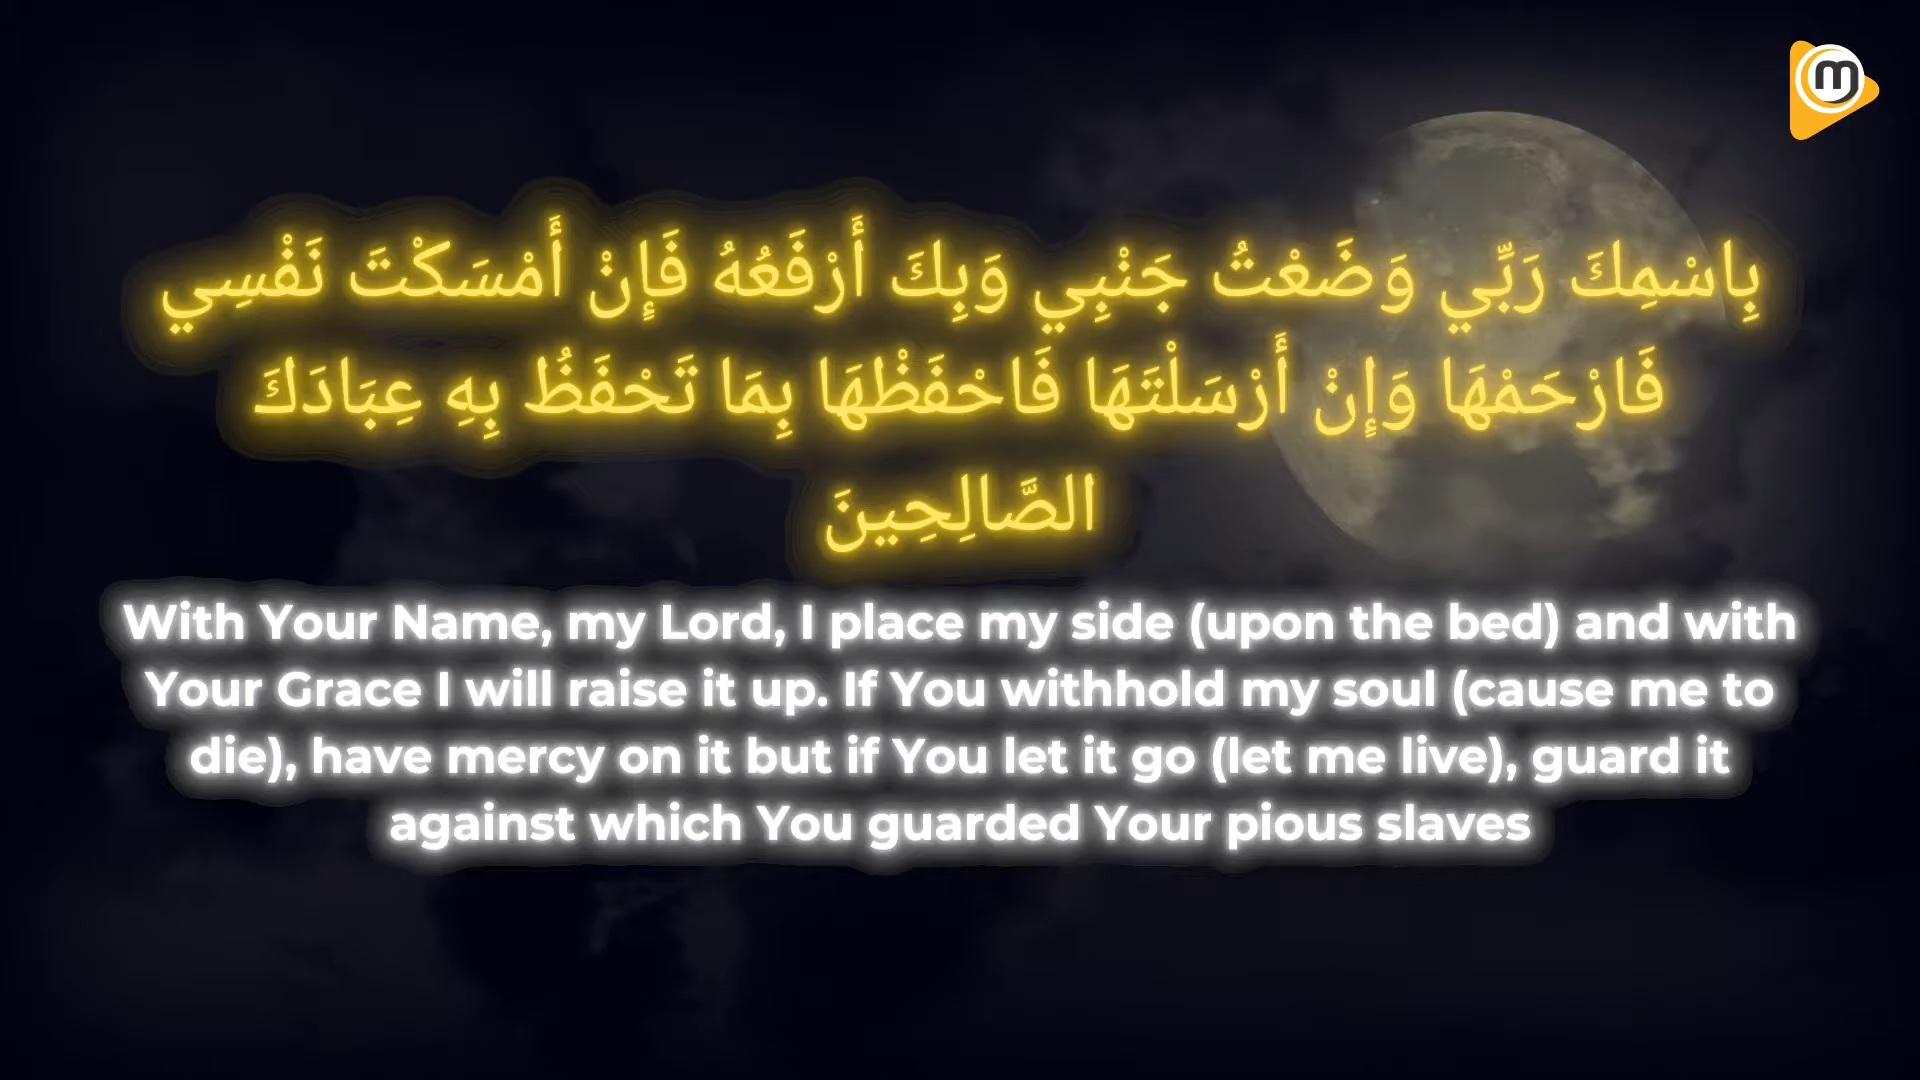 m
بِاسْمِكَ رَبِّي وَضَعْتُ جَنْبِي وَبِكَ أَرْفَعُهُ فَإِنْ أَمْسَكْتَ نَفْسِي
فَارْحَمْهَا وَإِنْ أَرْسَلْتَهَا فَاحْفَظْهَا بِمَا تَحْفَظُ بِهِ عِبَادَكَ
الصَّالِحِينَ
With Your Name, my Lord, I place my side (upon the bed) and with
Your Grace I will raise it up. If You withhold my soul (cause me to
die), have mercy on it but if You let it go (let me live), guard it
against which You guarded Your pious slaves